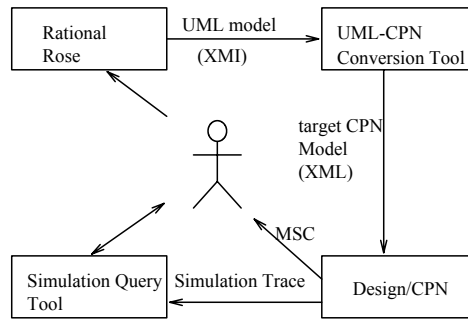 Rational
Rose
UML model
(XMI)
UML-CPN
Conversion Tool
target CPN
Model
(XML)
MSC
Simulation Query
Tool
Simulation Trace
Design/CPN